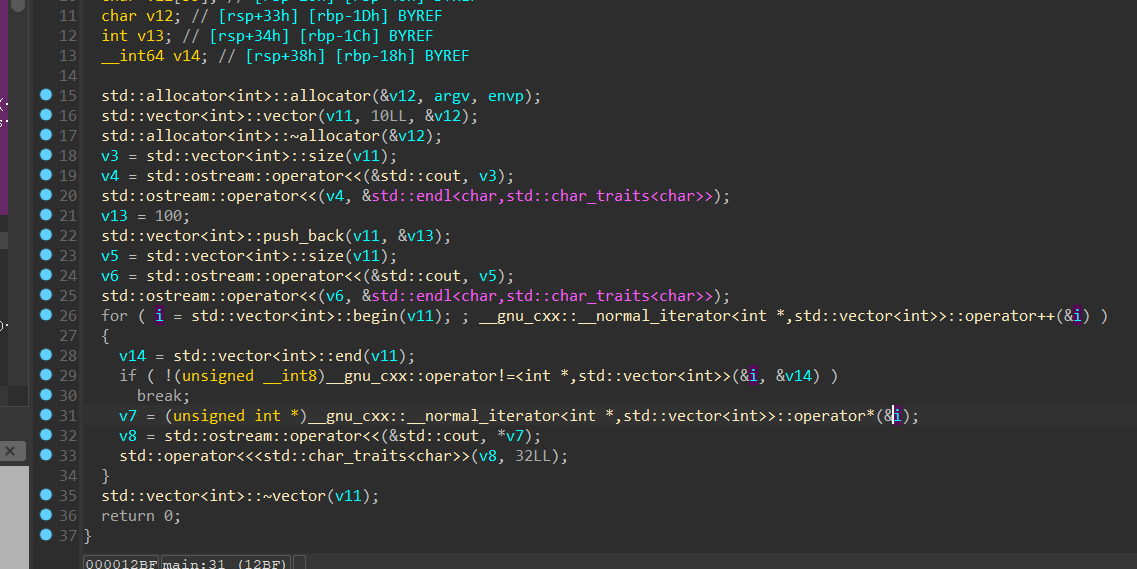 11 char v12; // [rsp+33h] [rbp-1Dh] BYREF
12 int v13; // [rsp+34h] [rbp-1Ch] BYREF
13 __int64 v14; // [rsp+38h] [rbp-18h] BYREF
14
15 std::allocator<int>::allocator(&v12, argv, envp);
16 std::vector<int>::vector(v11, 10LL, &v12);
17 std::allocator<int>::~allocator(&v12);
18 v3 = std::vector<int>::size(v11);
19 v4 = std::ostream::operator<<(&std::cout, v3);
20 std::ostream::operator<<(v4, &std::endl<char,std::char_traits<char>>);
21 v13 = 100;
22 std::vector<int>::push_back(v11, &v13);
23 v5 = std::vector<int>::size(v11);
24 v6 = std::ostream::operator<<(&std::cout, v5);
25 std::ostream::operator<<(v6, &std::endl<char,std::char_traits<char>>);
26 for ( i = std::vector<int>::begin(v11); ; __gnu_cxx::__normal_iterator<int *,std::vector<int>>::operator++(&i) )
27 {
28 v14 = std::vector<int>::end(v11);
29 if ( !(unsigned __int8)__gnu_cxx::operator!=<int *,std::vector<int>>(&i, &v14) )
30 break;
31 v7 = (unsigned int *)__gnu_cxx::__normal_iterator<int *,std::vector<int>>::operator*(&i);
32 v8 = std::ostream::operator<<(&std::cout, *v7);
33 std::operator<<<std::char_traits<char>>(v8, 32LL);
34 }
35 std::vector<int>::~vector(v11);
36 return 0;
37 }
000012BF main:31 (12BF)